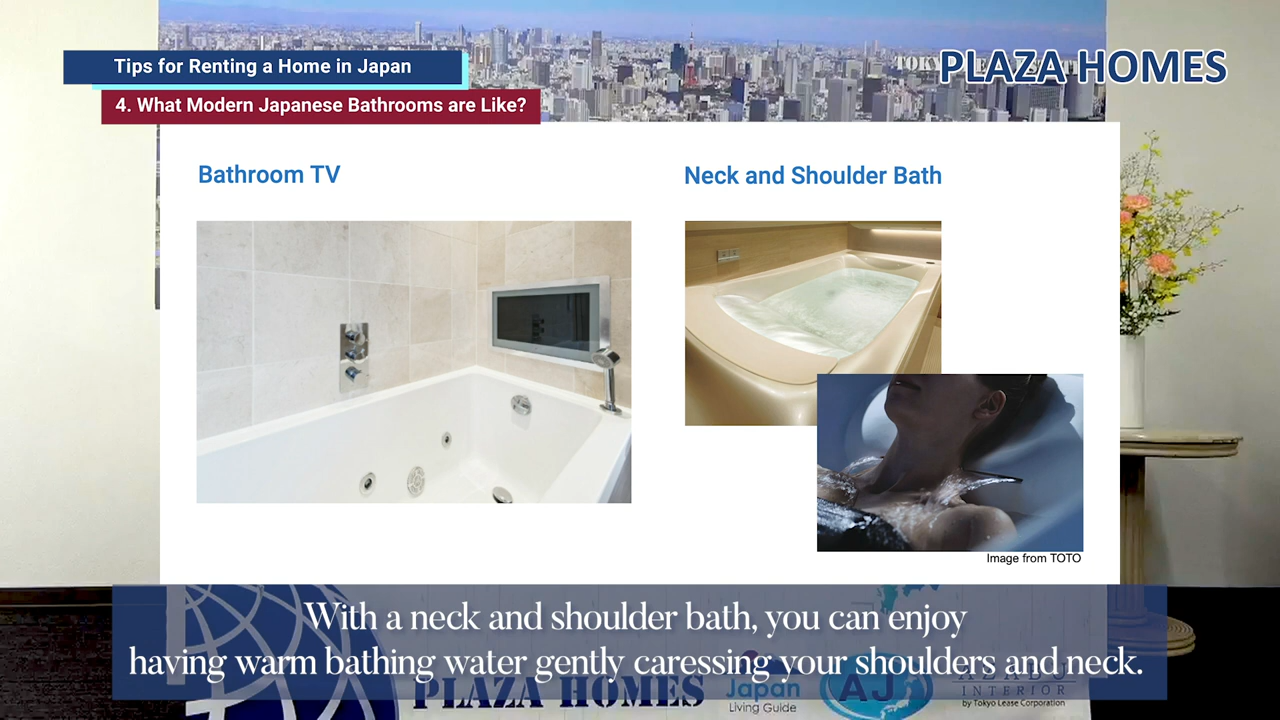 Tips for Renting a Home in Japan
PLAZA HOMES
4. What Modern Japanese Bathrooms are Like?
Bathroom TV
Neck and Shoulder Bath
Image from TOTO
With a neck and shoulder bath, you can enjoy
having warm bathing water gently caressing your shoulders and neck.
PLAZA HOMES
Japan
Living Guide
AJ
AZABU
INTERIOR
by Tokyo Lease Corporation